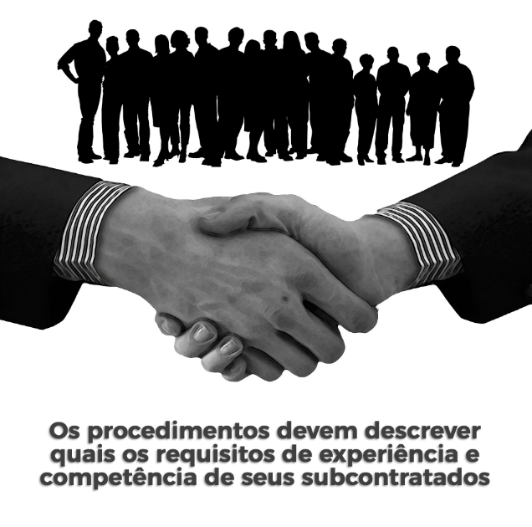 Os procedimentos devem descrever
quais os requisitos de experiência e
competência de seus subcontratados